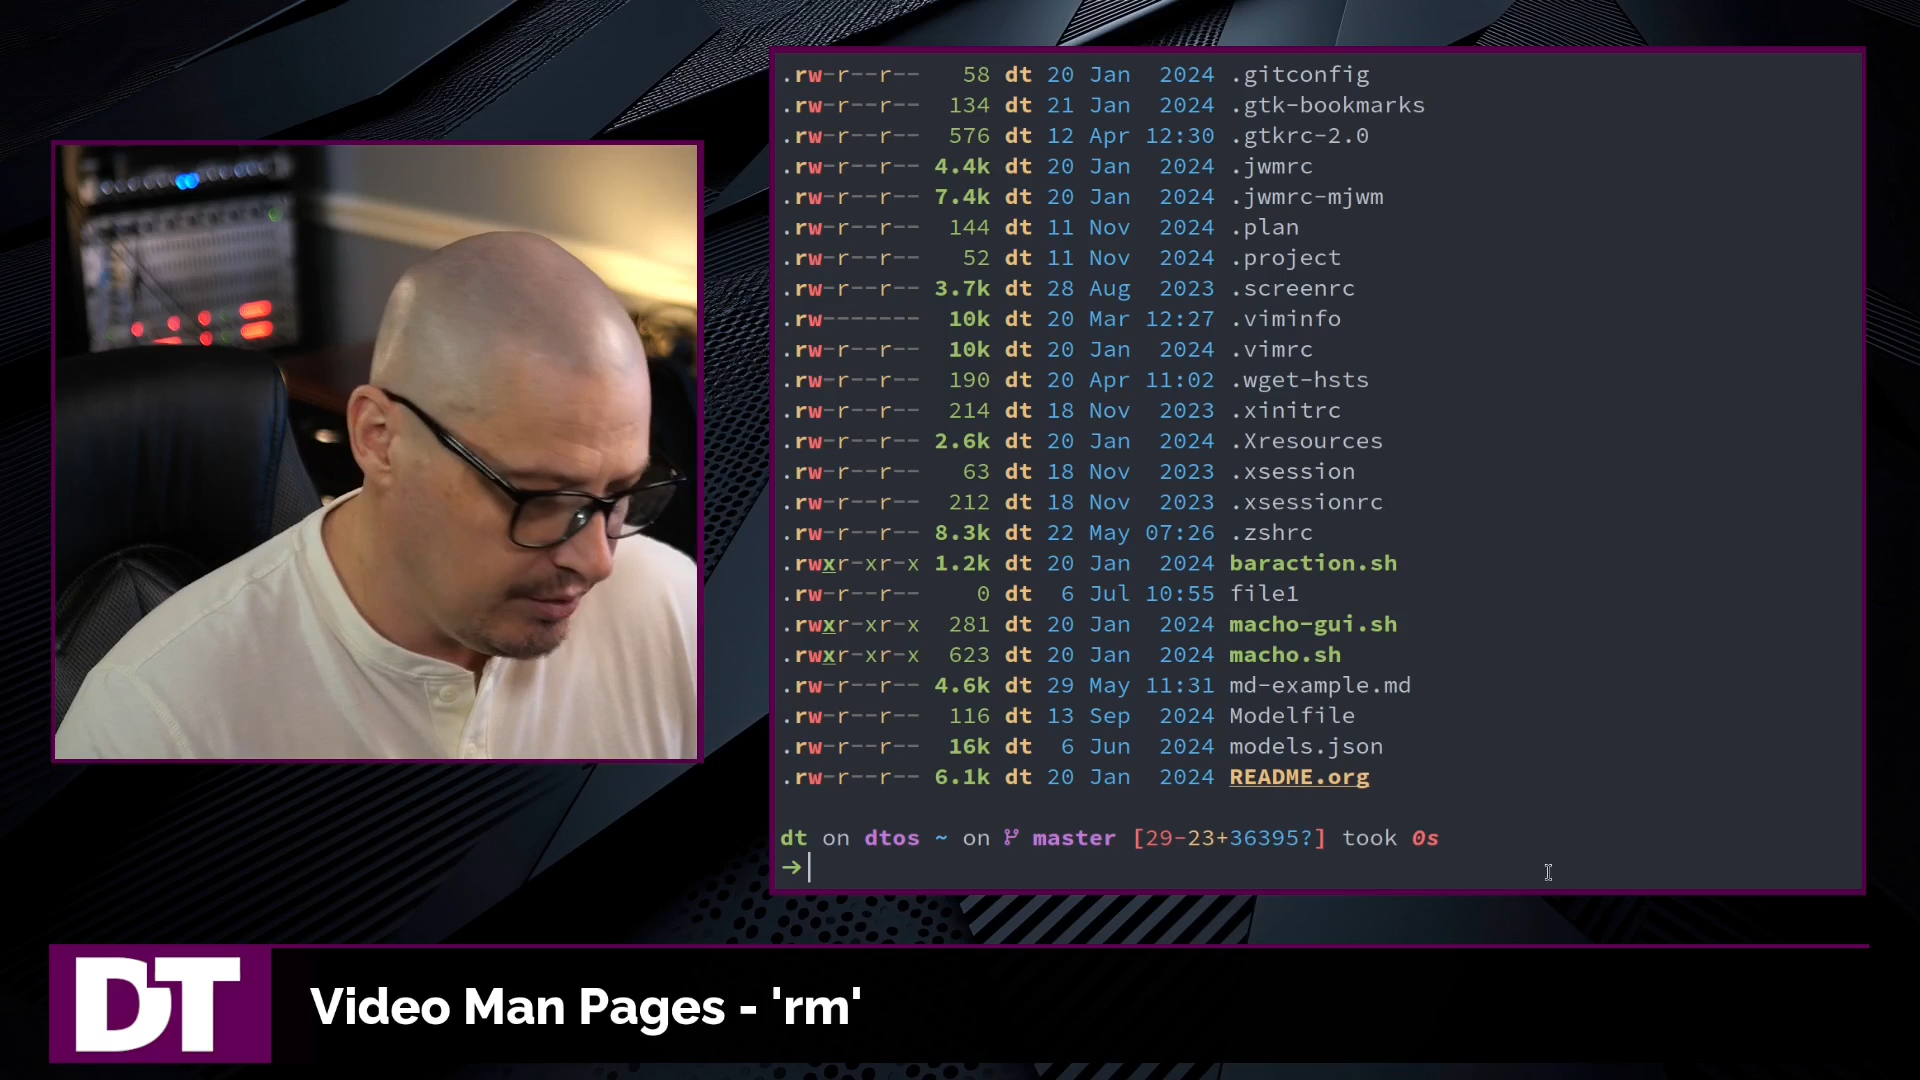 .rw-r--r-- 58 dt 20 Jan 2024 .gitconfig
.rw-r--r-- 134 dt 21 Jan 2024 .gtk-bookmarks
.rw-r--r-- 576 dt 12 Apr 12:30 .gtkrc-2.0
.rw-r--r-- 4.4k dt 20 Jan 2024 .jwmrc
.rw-r--r-- 7.4k dt 20 Jan 2024 .jwmrc-mjwm
.rw-r--r-- 144 dt 11 Nov 2024 .plan
.rw-r--r-- 52 dt 11 Nov 2024 .project
.rw-r--r-- 3.7k dt 28 Aug 2023 .screenrc
.rw------- 10k dt 20 Mar 12:27 .viminfo
.rw-r--r-- 10k dt 20 Jan 2024 .vimrc
.rw-r--r-- 190 dt 20 Apr 11:02 .wget-hsts
.rw-r--r-- 214 dt 18 Nov 2023 .xinitrc
.rw-r--r-- 2.6k dt 20 Jan 2024 .Xresources
.rw-r--r-- 63 dt 18 Nov 2023 .xsession
.rw-r--r-- 212 dt 18 Nov 2023 .xsessionrc
.rw-r--r-- 8.3k dt 22 May 07:26 .zshrc
.rwxr-xr-x 1.2k dt 20 Jan 2024 baraction.sh
.rw-r--r-- 0 dt 6 Jul 10:55 file1
.rwxr-xr-x 281 dt 20 Jan 2024 macho-gui.sh
.rwxr-xr-x 623 dt 20 Jan 2024 macho.sh
.rw-r--r-- 4.6k dt 29 May 11:31 md-example.md
.rw-r--r-- 116 dt 13 Sep 2024 Modelfile
.rw-r--r-- 16k dt 6 Jun 2024 models.json
.rw-r--r-- 6.1k dt 20 Jan 2024 README.org
dt on dtos ~ on master [29-23+36395?] took 0s
→
DT
Video Man Pages - 'rm'